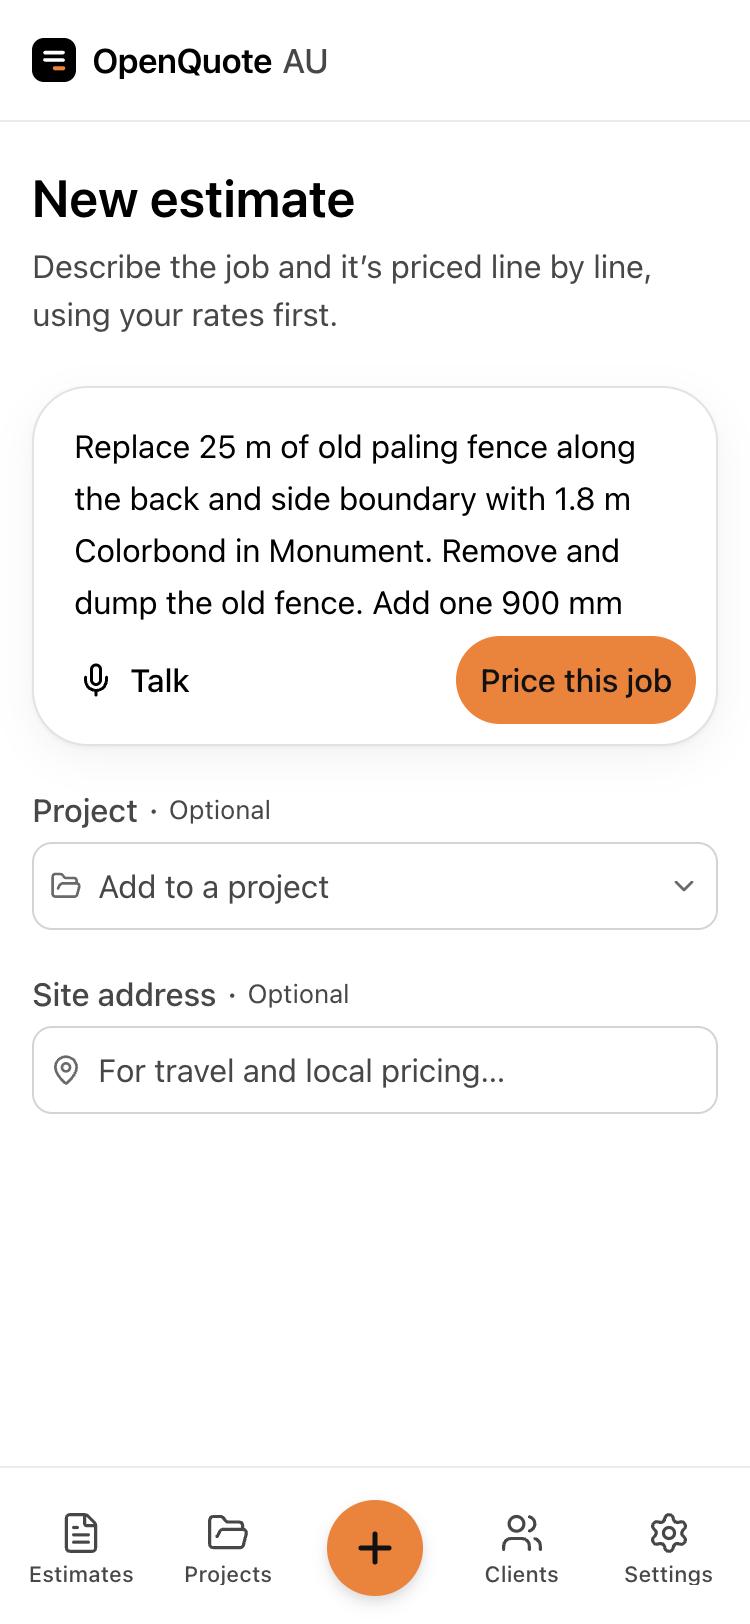 OpenQuote AU
New estimate
Describe the job and it’s priced line by line,
using your rates first.
Replace 25 m of old paling fence along
the back and side boundary with 1.8 m
Colorbond in Monument. Remove and
dump the old fence. Add one 900 mm
Talk
Price this job
Project · Optional
Add to a project
Site address · Optional
For travel and local pricing...
Estimates
Projects
Clients
Settings